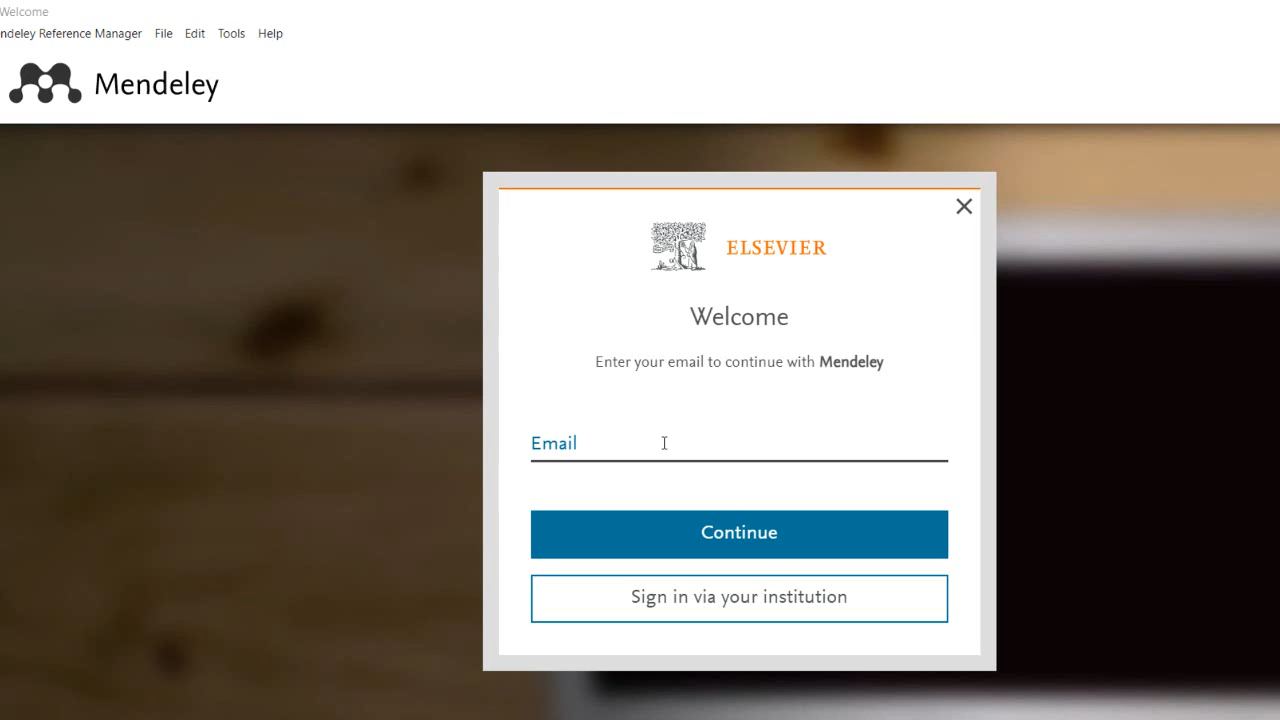 Welcome
ndeley Reference Manager File Edit Tools Help
Mendeley
ELSEVIER
Welcome
Enter your email to continue with Mendeley
Email
Continue
Sign in via your institution